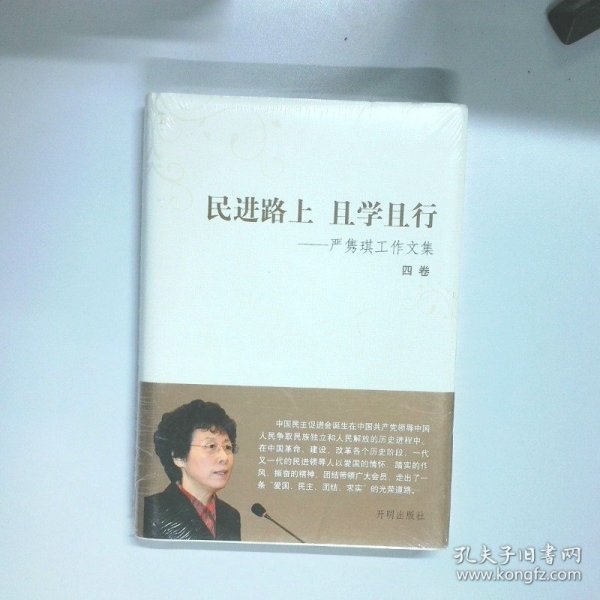 民进路上 且学且行
——严隽琪工作文集
四 卷
中国民主促进会诞生在中国共产党领导中国
人民争取民族独立和人民解放的历史进程中，
在中国革命、建设、改革各个历史阶段，一代
又一代的民进领导人以爱国的情怀、踏实的作
风、振奋的精神，团结带领广大会员，走出了一
条“爱国、民主、团结、求实”的光荣道路。
开明出版社
孔夫子旧书网
www.kongfz.com